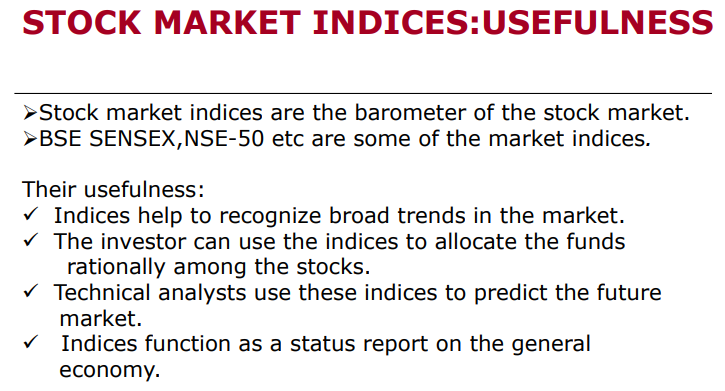 STOCK MARKET INDICES:USEFULNESS
➢Stock market indices are the barometer of the stock market.
➢BSE SENSEX,NSE-50 etc are some of the market indices.
Their usefulness:
✓ Indices help to recognize broad trends in the market.
✓ The investor can use the indices to allocate the funds
rationally among the stocks.
✓ Technical analysts use these indices to predict the future
market.
✓ Indices function as a status report on the general
economy.